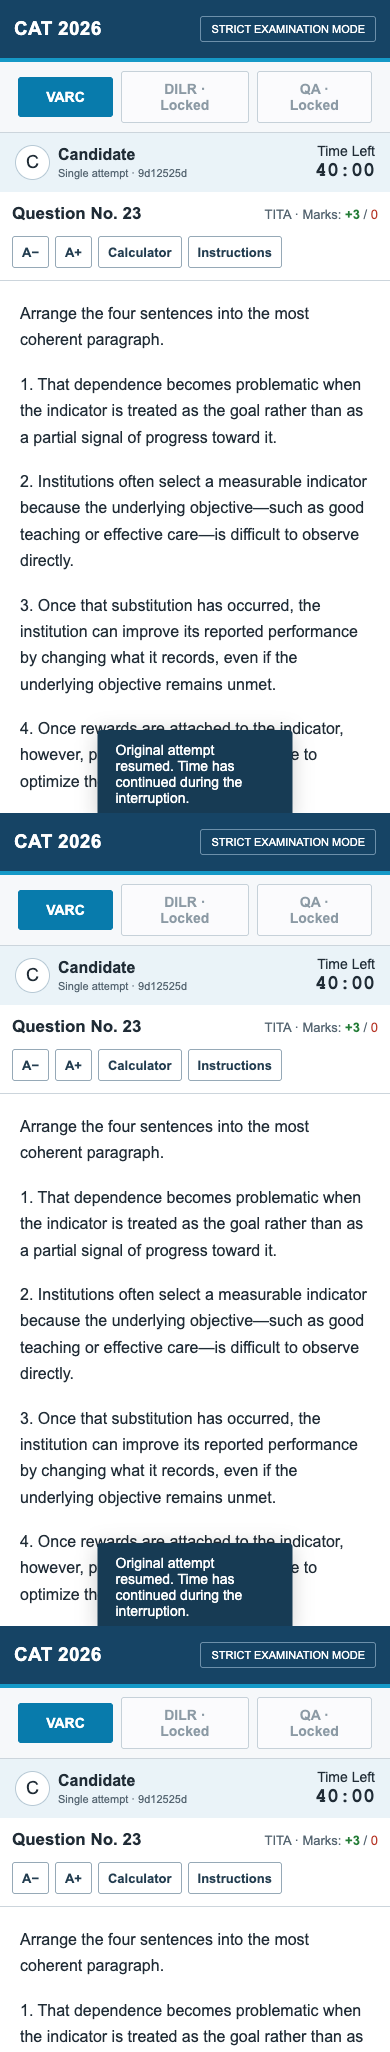 CAT 2026
STRICT EXAMINATION MODE
VARC
DILR ·
Locked
QA ·
Locked
C
Candidate
Single attempt · 9d12525d
Time Left
40:00
Question No. 23
TITA · Marks: +3 / 0
A−
A+
Calculator
Instructions
Arrange the four sentences into the most
coherent paragraph.
1. That dependence becomes problematic when
the indicator is treated as the goal rather than as
a partial signal of progress toward it.
2. Institutions often select a measurable indicator
because the underlying objective—such as good
teaching or effective care—is difficult to observe
directly.
3. Once that substitution has occurred, the
institution can improve its reported performance
by changing what it records, even if the
underlying objective remains unmet.
4. Once rewards are attached to the indicator,
however, to
optimize
Original attempt
resumed. Time has
continued during the
interruption.
CAT 2026
STRICT EXAMINATION MODE
VARC
DILR ·
Locked
QA ·
Locked
C
Candidate
Single attempt · 9d12525d
Time Left
40:00
Question No. 23
TITA · Marks: +3 / 0
A−
A+
Calculator
Instructions
Arrange the four sentences into the most
coherent paragraph.
1. That dependence becomes problematic when
the indicator is treated as the goal rather than as
a partial signal of progress toward it.
2. Institutions often select a measurable indicator
because the underlying objective—such as good
teaching or effective care—is difficult to observe
directly.
3. Once that substitution has occurred, the
institution can improve its reported performance
by changing what it records, even if the
underlying objective remains unmet.
4. Once rewards are attached to the indicator,
however, to
optimize
Original attempt
resumed. Time has
continued during the
interruption.
CAT 2026
STRICT EXAMINATION MODE
VARC
DILR ·
Locked
QA ·
Locked
C
Candidate
Single attempt · 9d12525d
Time Left
40:00
Question No. 23
TITA · Marks: +3 / 0
A−
A+
Calculator
Instructions
Arrange the four sentences into the most
coherent paragraph.
1. That dependence becomes problematic when
the indicator is treated as the goal rather than as